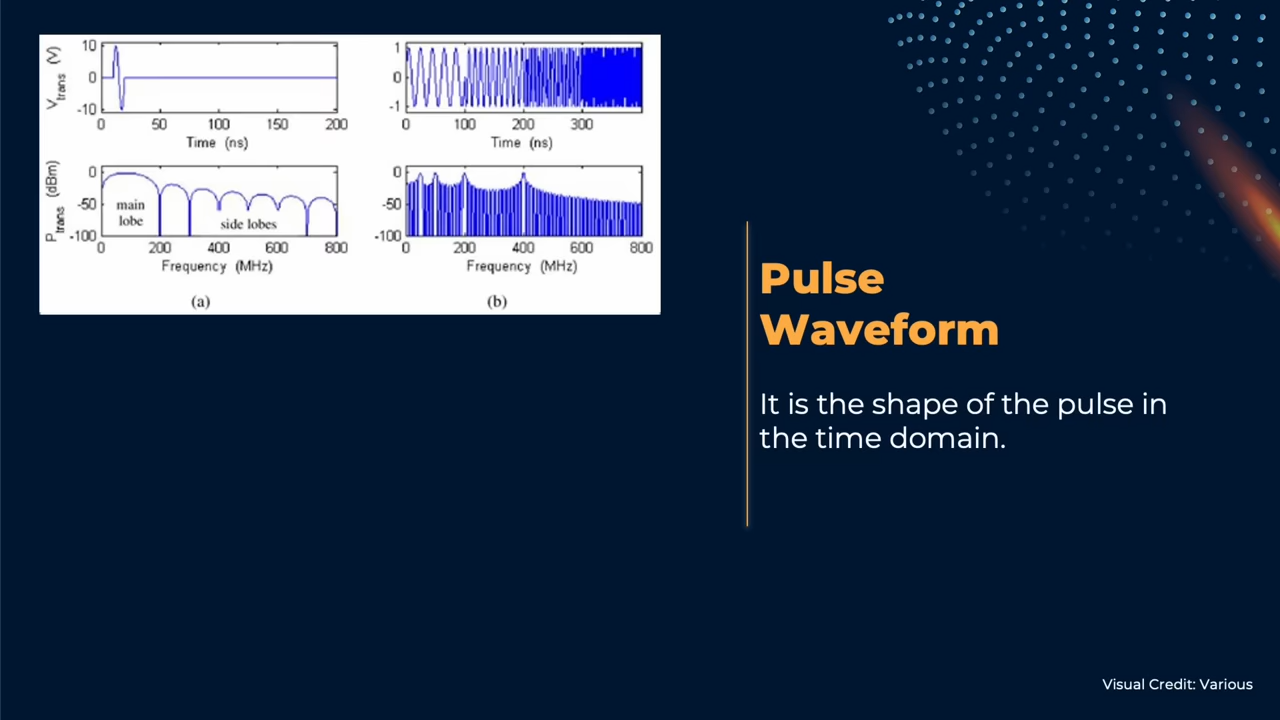 10
0
-10
V_trans (V)
0 50 100 150 200
Time (ns)
1
0
-1
0 100 200 300
Time (ns)
0
-50
-100
P_trans (dBm)
main
lobe
side lobes
0 200 400 600 800
Frequency (MHz)
(a)
0
-50
-100
0 200 400 600 800
Frequency (MHz)
(b)
Pulse
Waveform
It is the shape of the pulse in
the time domain.
Visual Credit: Various